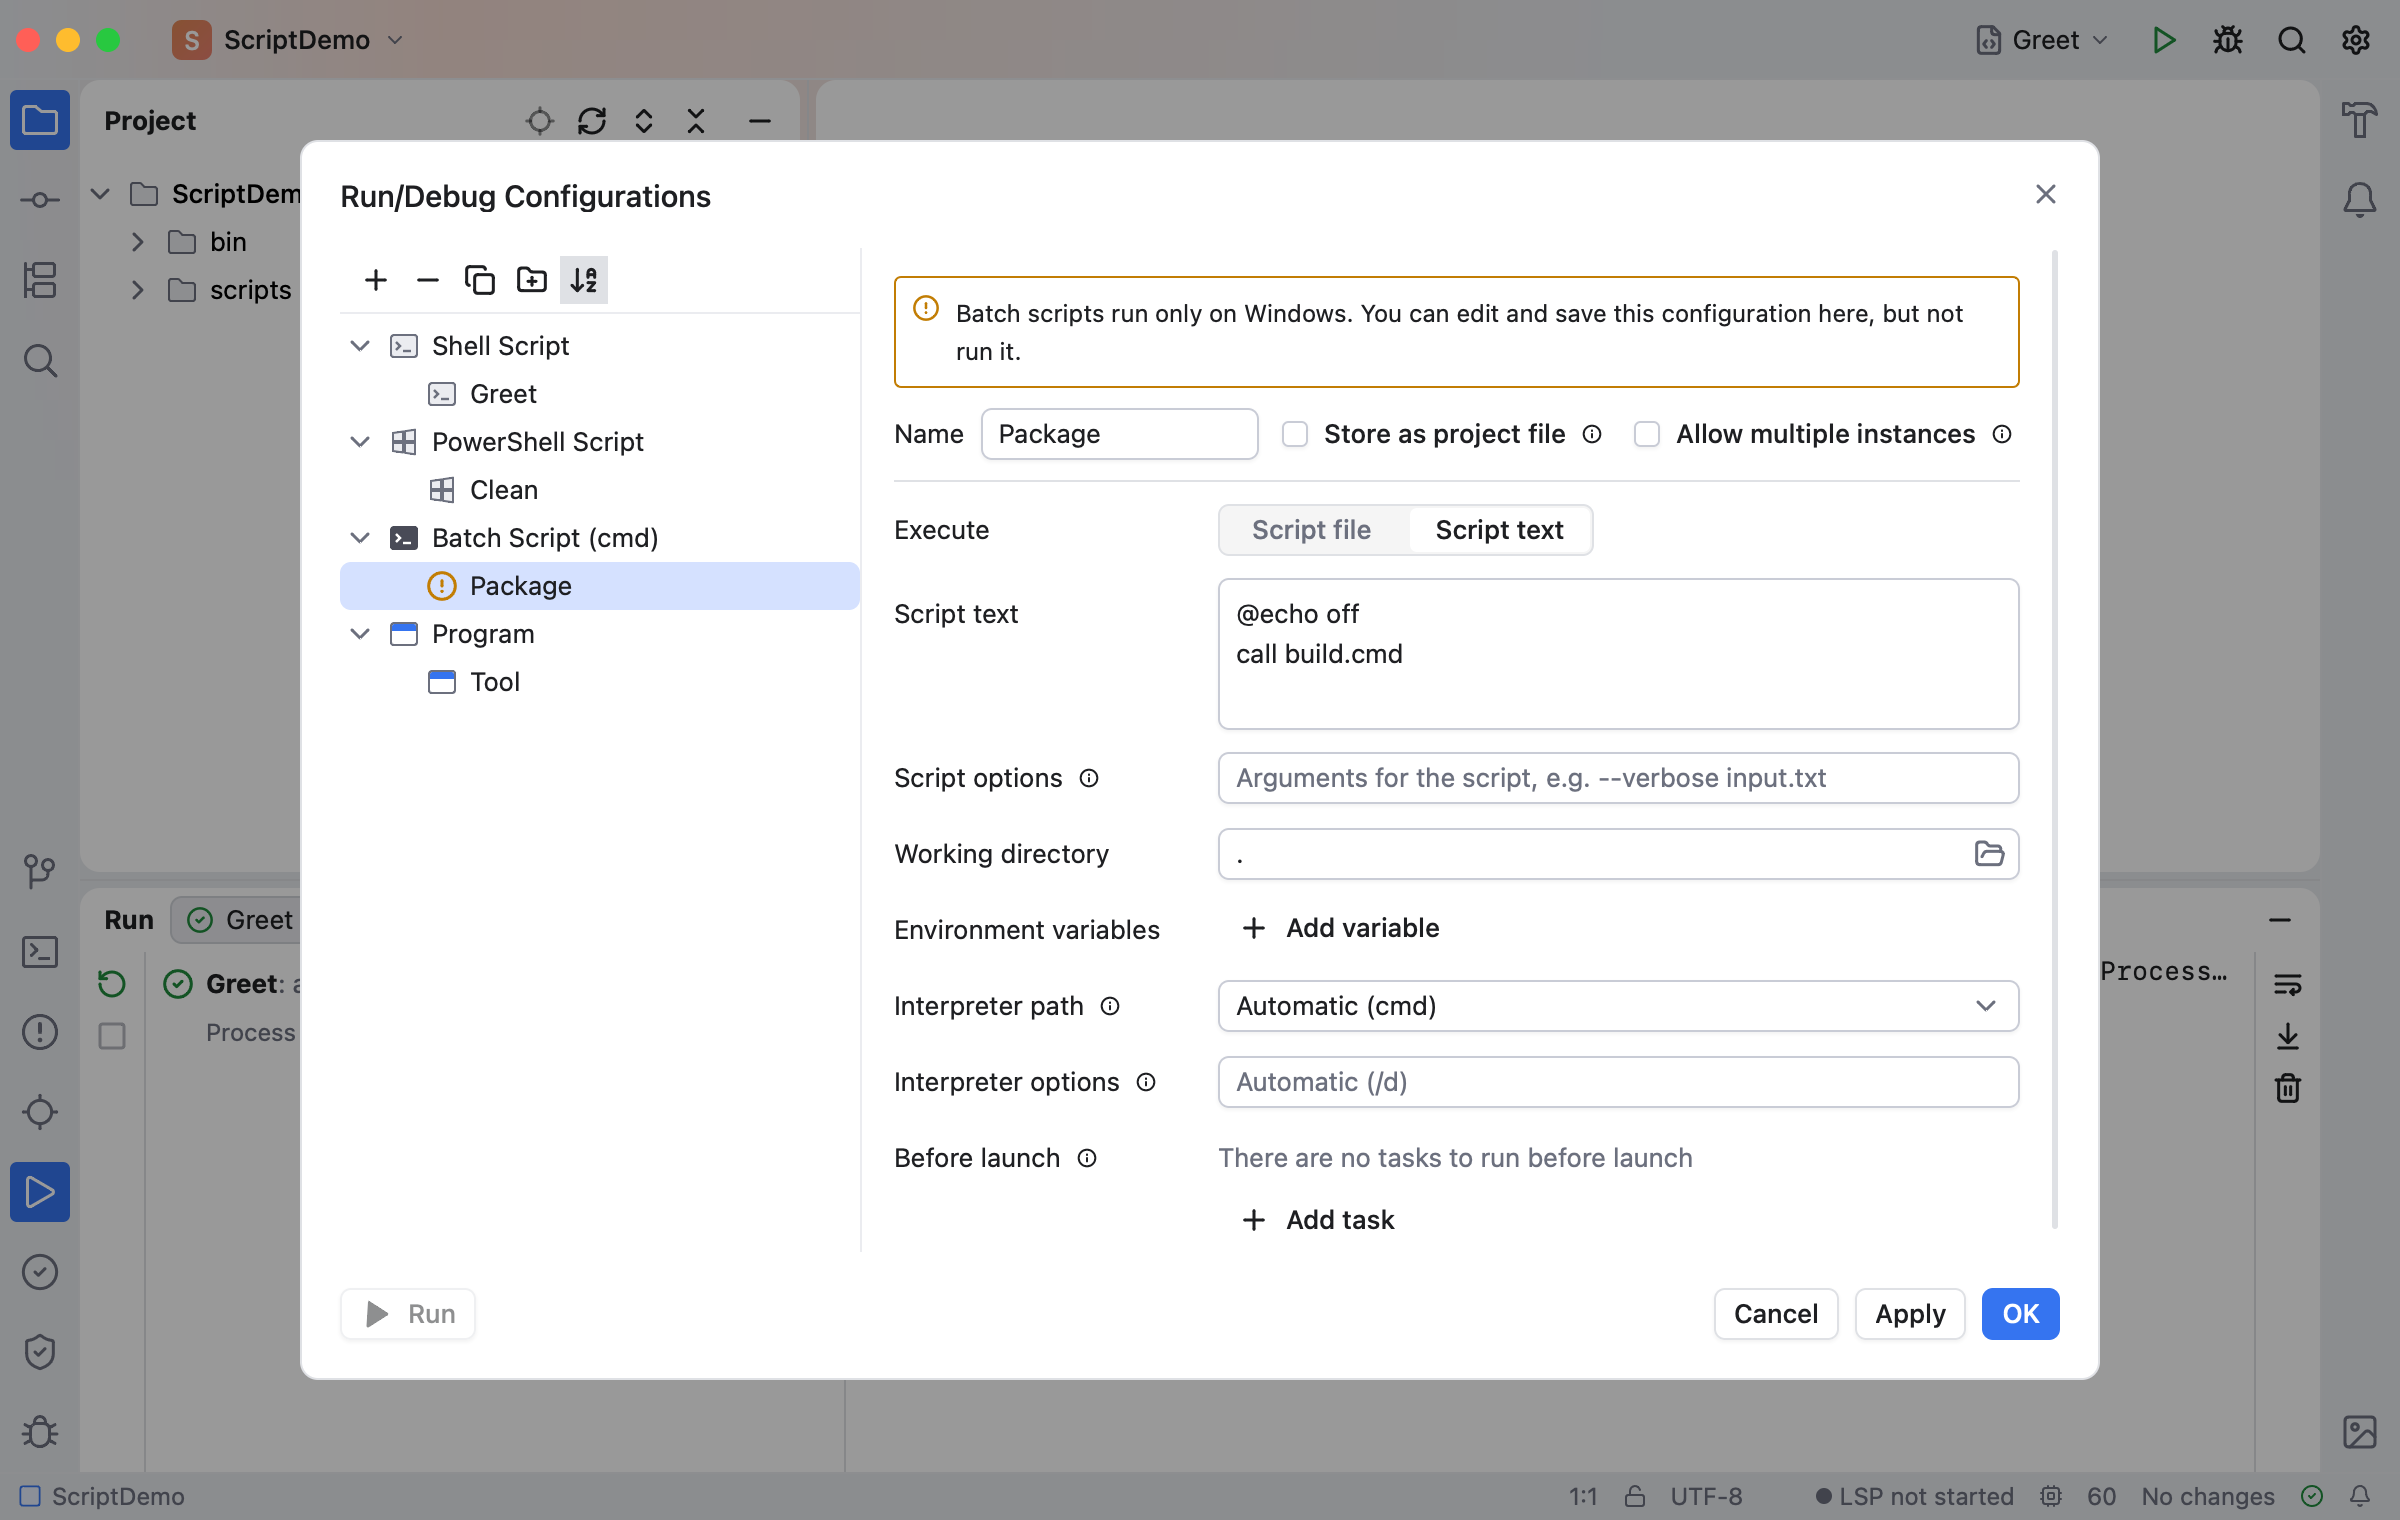 S ScriptDemo
Greet
Project
ScriptDem
bin
scripts
Run/Debug Configurations
Shell Script
Greet
PowerShell Script
Clean
Batch Script (cmd)
Package
Program
Tool
Batch scripts run only on Windows. You can edit and save this configuration here, but not
run it.
Name Package Store as project file Allow multiple instances
Execute Script file Script text
Script text @echo off
call build.cmd
Script options Arguments for the script, e.g. --verbose input.txt
Working directory .
Environment variables Add variable
Interpreter path Automatic (cmd)
Interpreter options Automatic (/d)
Before launch There are no tasks to run before launch
Add task
Run Cancel Apply OK
Run Greet
Greet:
Process
Process…
ScriptDemo 1:1 UTF-8 LSP not started 60 No changes